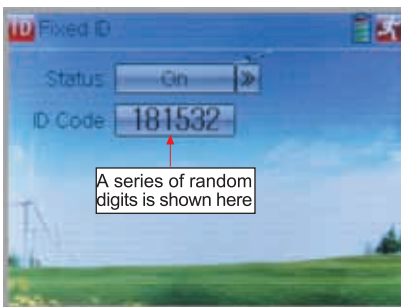 ID Fixed ID
Status On
ID Code 181532
A series of random
digits is shown here